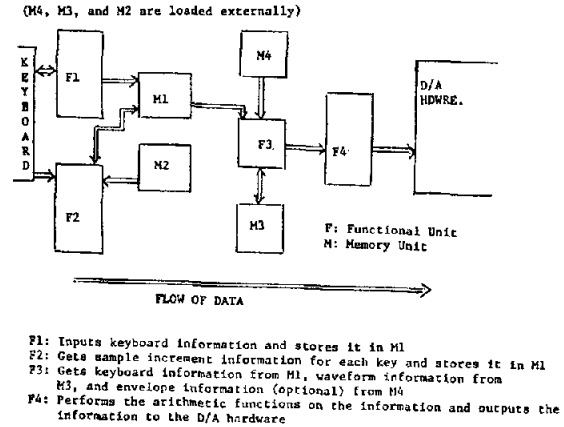 (M4, M3, and M2 are loaded externally)
KEYBOARD
F1
M1
M4
D/A
HDWRE.
F3
F4
F2
M2
M3
F: Functional Unit
M: Memory Unit
FLOW OF DATA
F1: Inputs keyboard information and stores it in M1
F2: Gets sample increment information for each key and stores it in M1
F3: Gets keyboard information from M1, waveform information from
M3, and envelope information (optional) from M4
F4: Performs the arithmetic functions on the information and outputs the
information to the D/A hardware